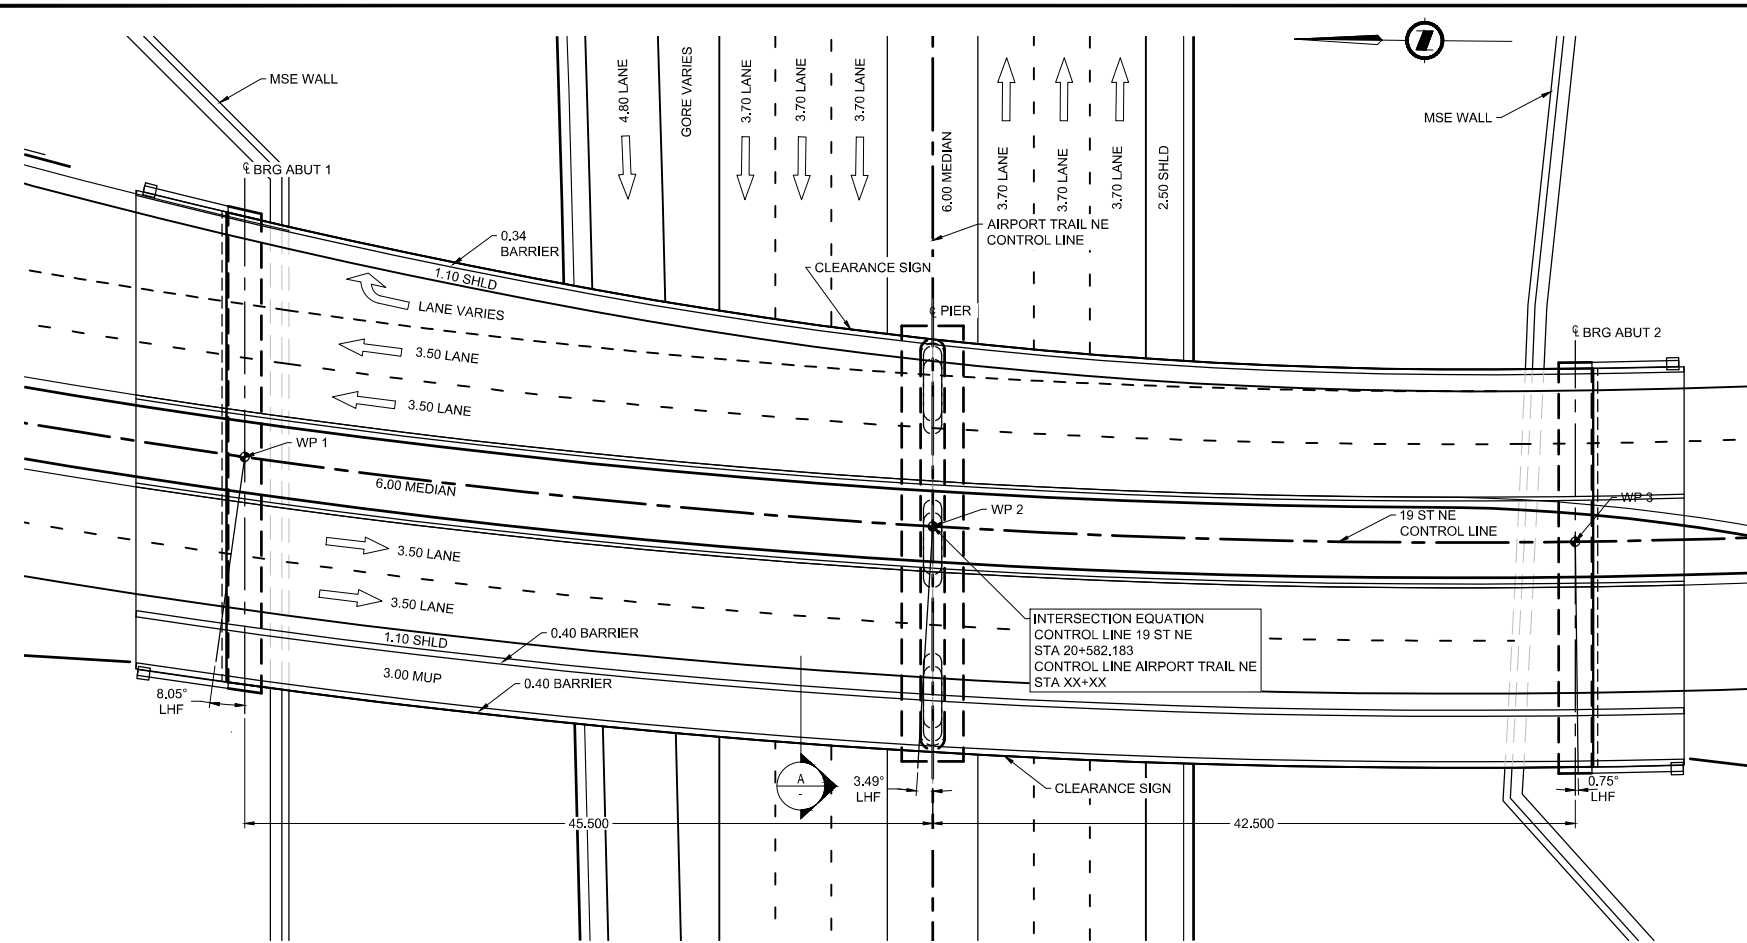 MSE WALL
4.80 LANE
GORE VARIES
3.70 LANE
3.70 LANE
3.70 LANE
6.00 MEDIAN
3.70 LANE
3.70 LANE
3.70 LANE
2.50 SHLD
MSE WALL
℄ BRG ABUT 1
AIRPORT TRAIL NE
CONTROL LINE
0.34
BARRIER
CLEARANCE SIGN
1.10 SHLD
LANE VARIES
℄ PIER
℄ BRG ABUT 2
3.50 LANE
3.50 LANE
WP 1
6.00 MEDIAN
WP 2
WP 3
19 ST NE
CONTROL LINE
3.50 LANE
3.50 LANE
INTERSECTION EQUATION
CONTROL LINE 19 ST NE
STA 20+582.183
CONTROL LINE AIRPORT TRAIL NE
STA XX+XX
1.10 SHLD
0.40 BARRIER
3.00 MUP
0.40 BARRIER
8.05°
LHF
A
-
3.49°
LHF
CLEARANCE SIGN
0.75°
LHF
45.500
42.500